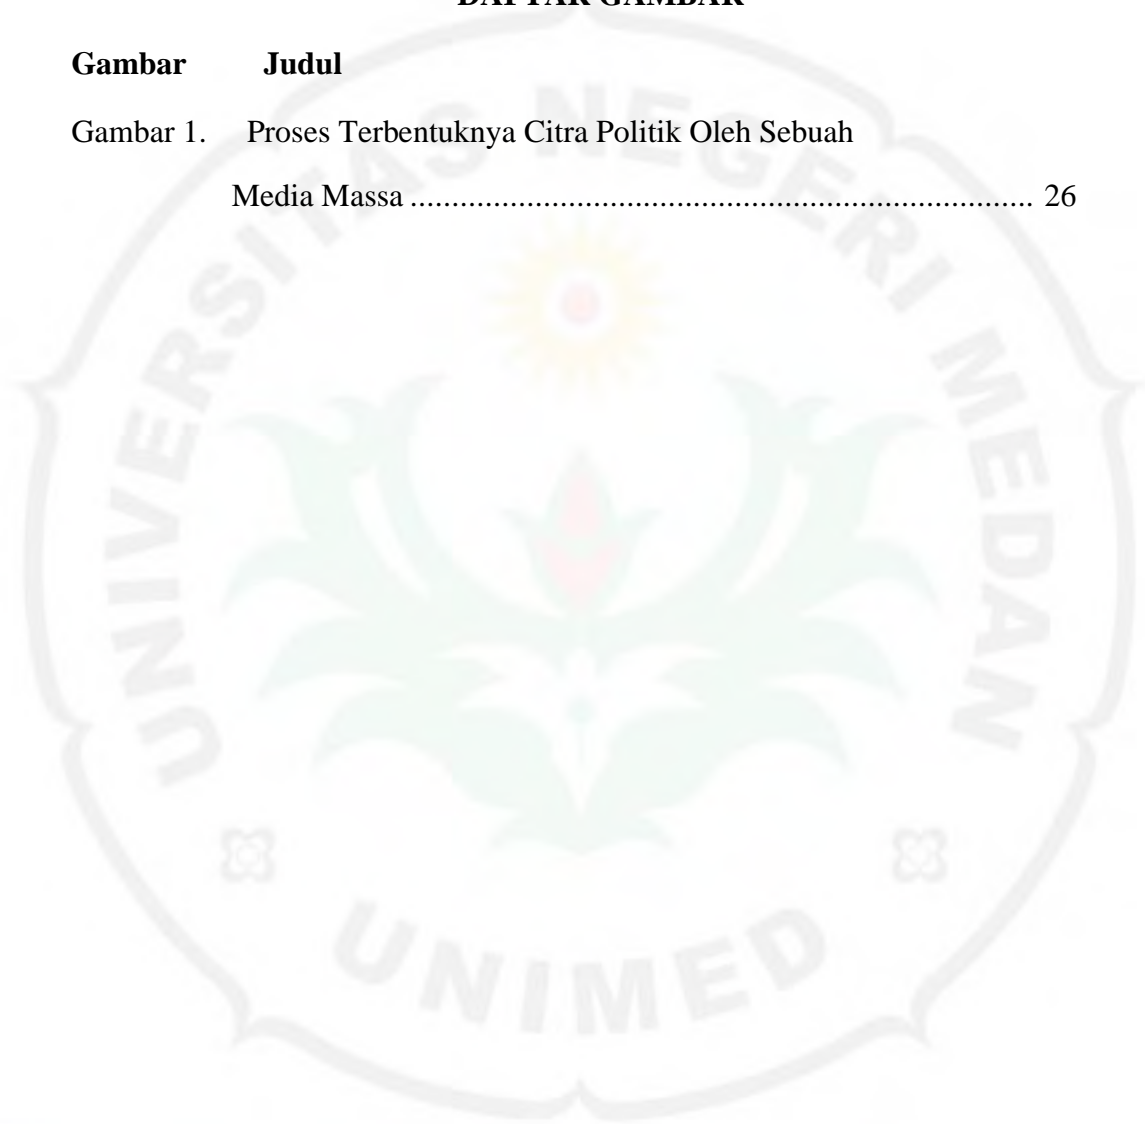 DAFTAR GAMBAR
Gambar Judul
Gambar 1. Proses Terbentuknya Citra Politik Oleh Sebuah
Media Massa ........................................................................... 26
UNIVERSITAS NEGERI MEDAN
UNIMED